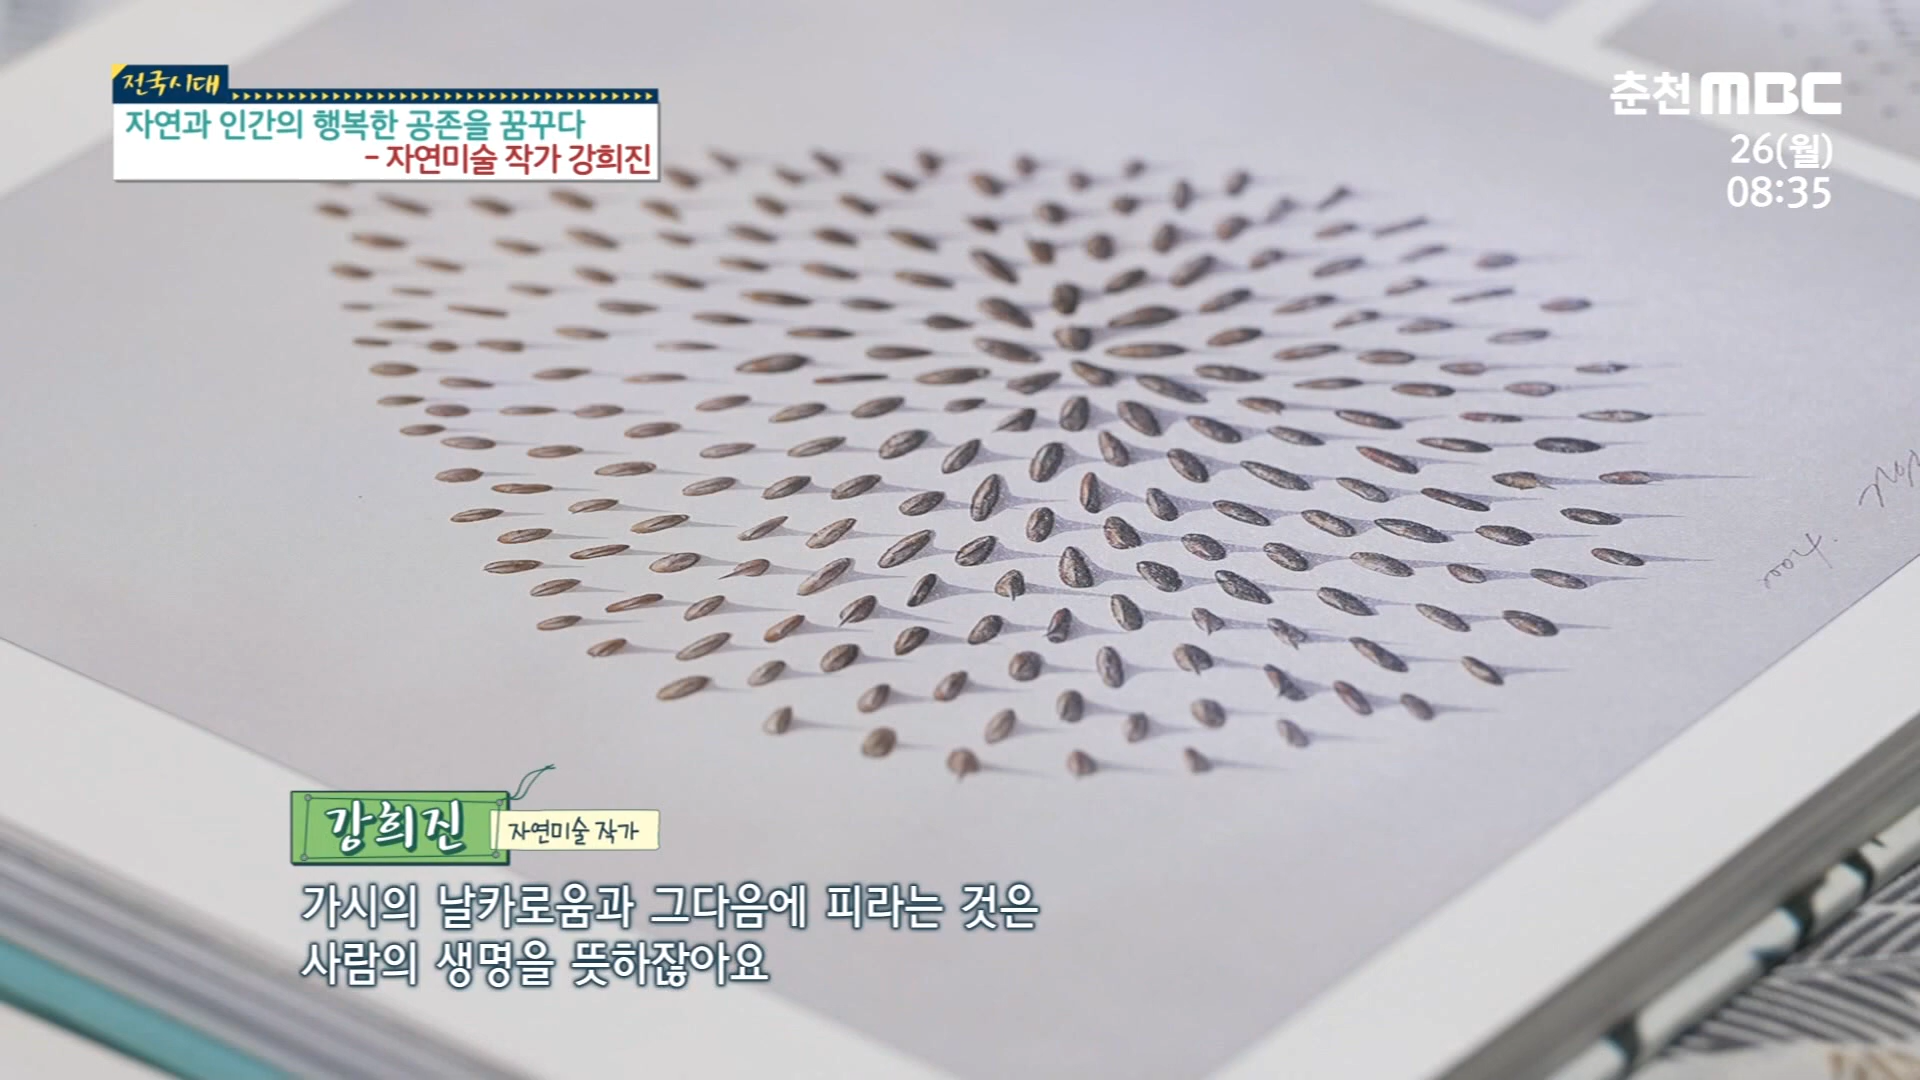 전국시대
자연과 인간의 행복한 공존을 꿈꾸다
- 자연미술 작가 강희진
춘천MBC
26(월)
08:35
강희진
자연미술 작가
가시의 날카로움과 그다음에 피라는 것은
사람의 생명을 뜻하잖아요